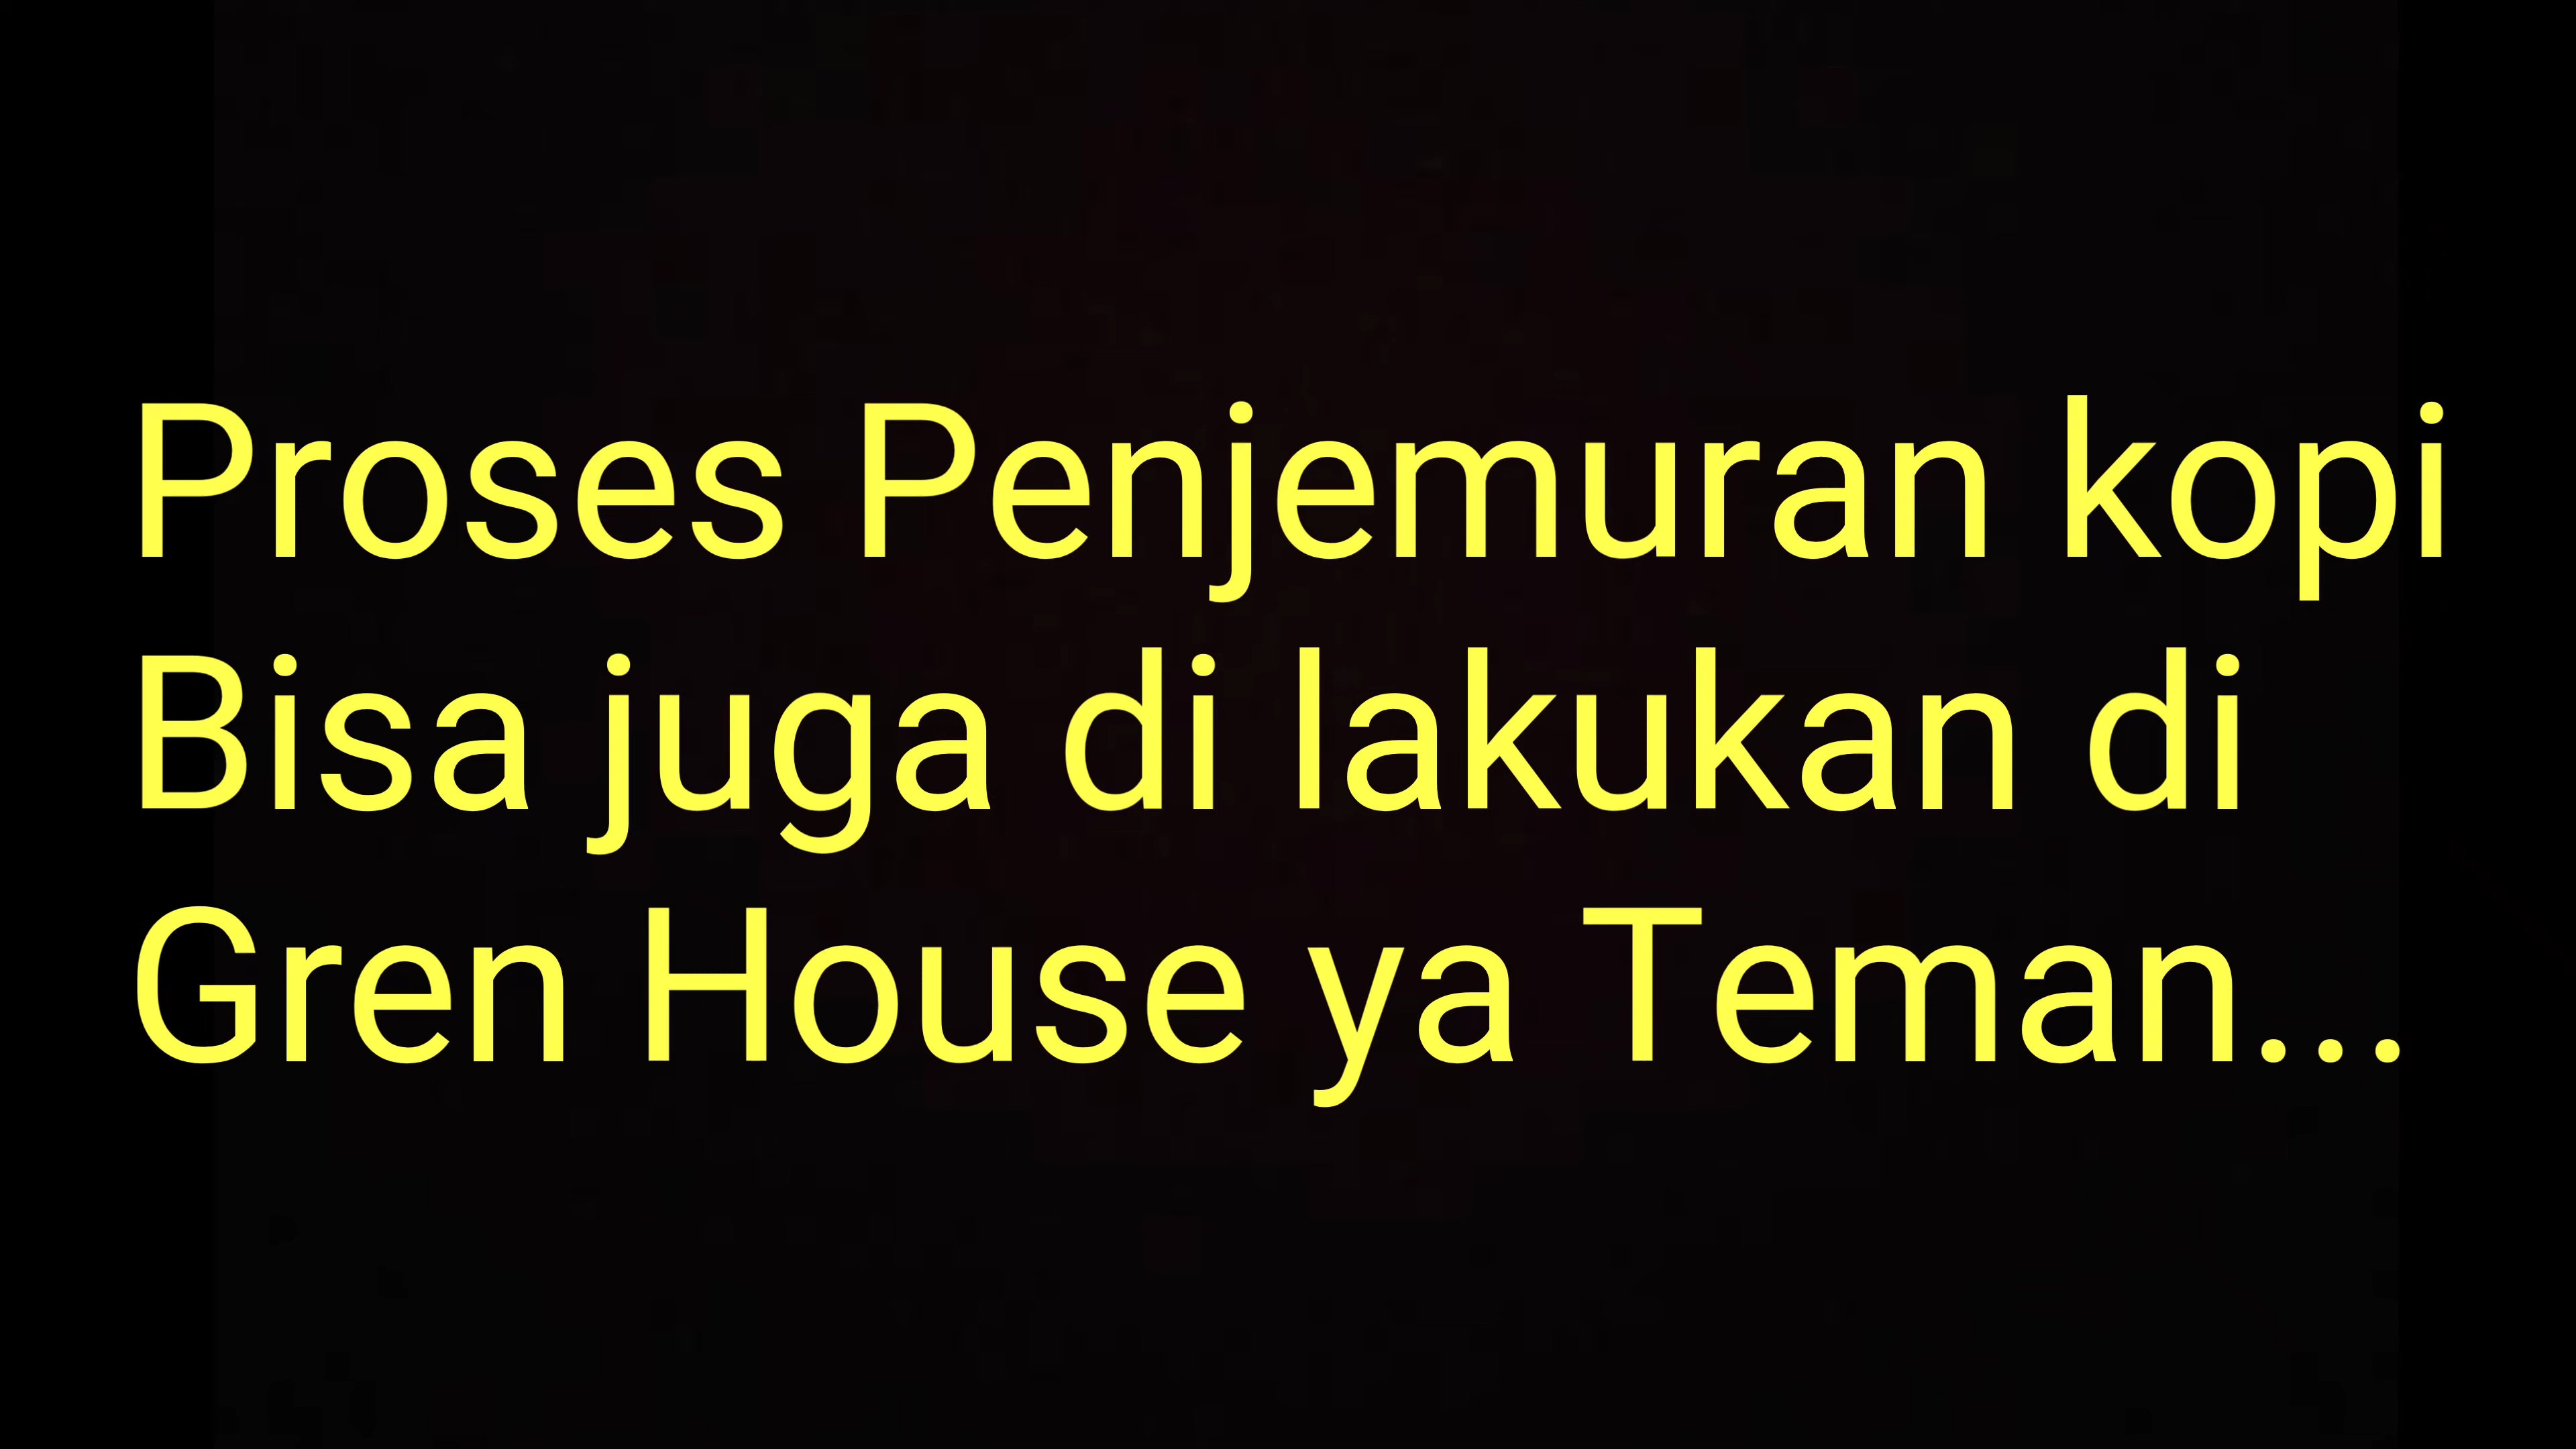 Proses Penjemuran kopi
Bisa juga di lakukan di
Gren House ya Teman...